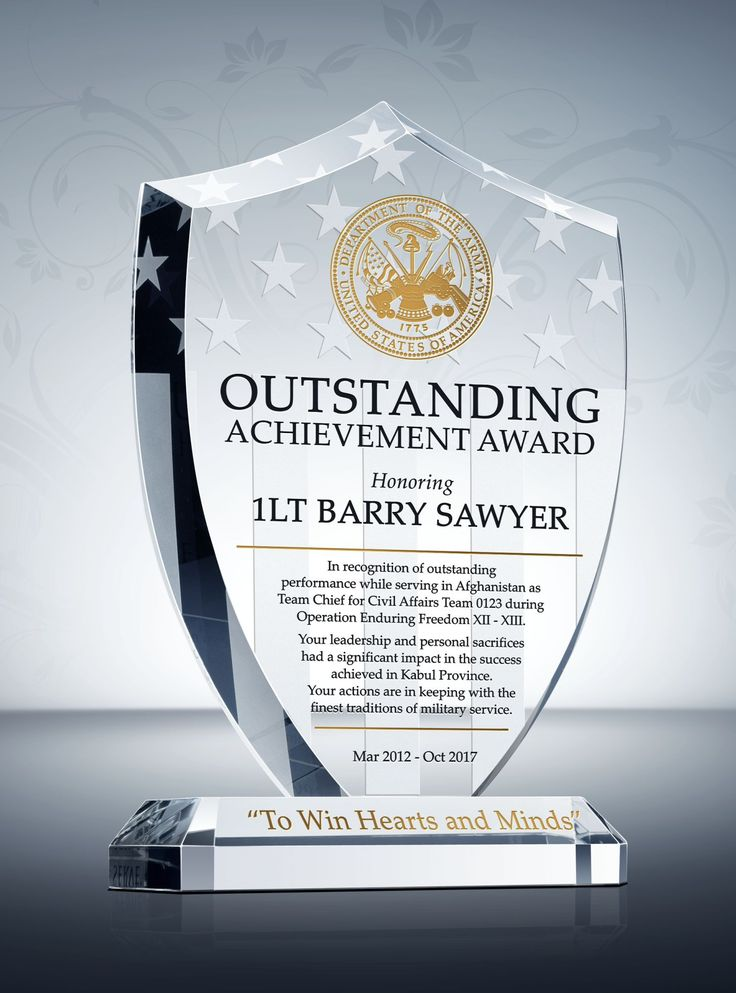 DEPARTMENT OF THE ARMY
UNITED STATES OF AMERICA
1775
OUTSTANDING
ACHIEVEMENT AWARD
Honoring
1LT BARRY SAWYER
In recognition of outstanding
performance while serving in Afghanistan as
Team Chief for Civil Affairs Team 0123 during
Operation Enduring Freedom XII - XIII.
Your leadership and personal sacrifices
had a significant impact in the success
achieved in Kabul Province.
Your actions are in keeping with the
finest traditions of military service.
Mar 2012 - Oct 2017
“To Win Hearts and Minds”